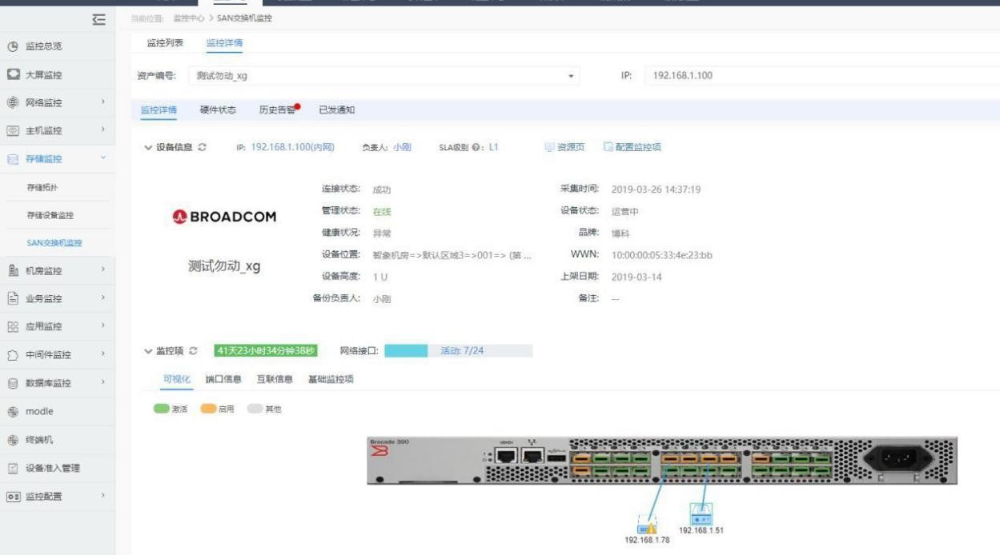 当前位置: 监控中心 > SAN交换机监控
监控总览
大屏监控
网络监控
主机监控
存储监控
存储拓扑
存储设备监控
SAN交换机监控
机房监控
业务监控
应用监控
中间件监控
数据库监控
modle
终端机
设备准入管理
监控配置
监控列表 监控详情
资产编号: 测试勿动_xg IP: 192.168.1.100
监控详情 硬件状态 历史告警 已发通知
设备信息 IP: 192.168.1.100(内网) 负责人: 小刚 SLA级别 : L1 资源页 配置监控项
BROADCOM
测试勿动_xg
连接状态: 成功 采集时间: 2019-03-26 14:37:19
管理状态: 在线 设备状态: 运营中
健康状况: 异常 品牌: 博科
设备位置: 智象机房=>默认区域3=>001=> (第 ... WWN: 10:00:00:05:33:4e:23:bb
设备高度: 1 U 上架日期: 2019-03-14
备份负责人: 小刚 备注: --
监控项 41天23小时34分钟38秒 网络接口: 活动: 7/24
可视化 端口信息 互联信息 基础监控项
激活 启用 其他
Brocade 300
192.168.1.78
192.168.1.51